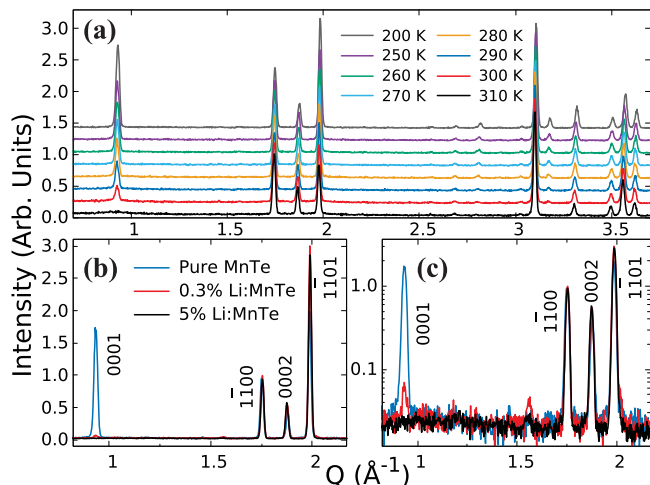 (a)
200 K
250 K
260 K
270 K
280 K
290 K
300 K
310 K
3.0
2.5
2.0
1.5
1.0
0.5
0.0
1 1.5 2 2.5 3 3.5
Intensity (Arb. Units)
(b)
Pure MnTe
0.3% Li:MnTe
5% Li:MnTe
3.0
2.5
2.0
1.5
1.0
0.5
0.0
0001
1̅100
0002
1̅101
1 1.5 2
(c)
1.0
0.1
0001
1̅100
0002
1̅101
1 1.5 2
Q (Å⁻¹)